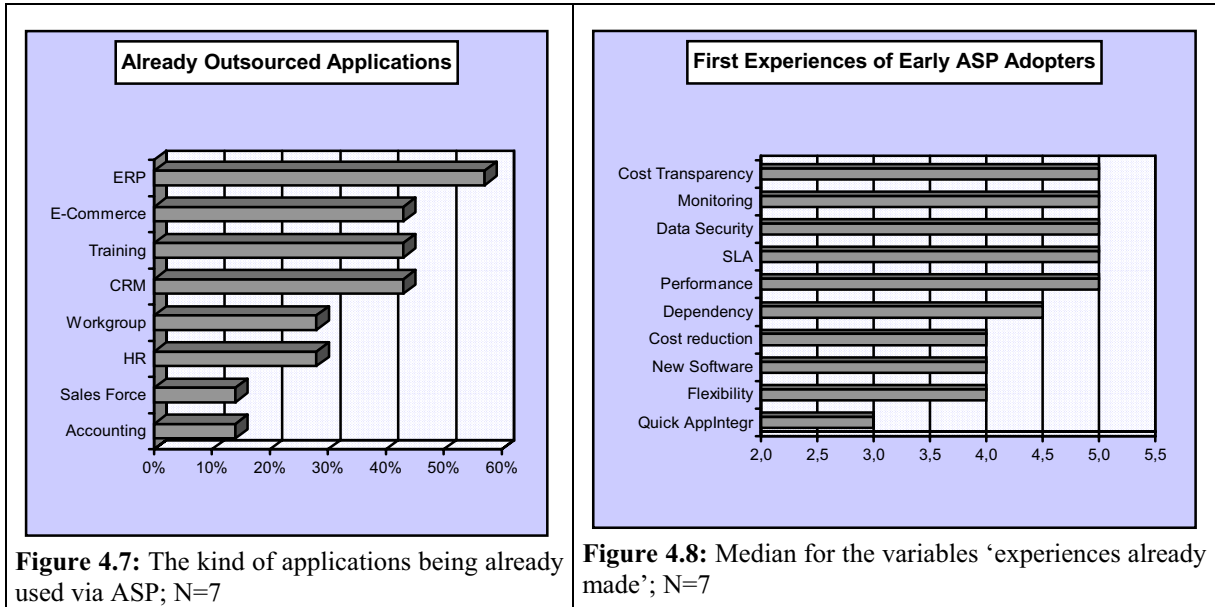 Already Outsourced Applications
ERP
E-Commerce
Training
CRM
Workgroup
HR
Sales Force
Accounting
0% 10% 20% 30% 40% 50% 60%
Figure 4.7: The kind of applications being already
used via ASP; N=7
First Experiences of Early ASP Adopters
Cost Transparency
Monitoring
Data Security
SLA
Performance
Dependency
Cost reduction
New Software
Flexibility
Quick AppIntegr
2,0 2,5 3,0 3,5 4,0 4,5 5,0 5,5
Figure 4.8: Median for the variables ‘experiences already
made’; N=7